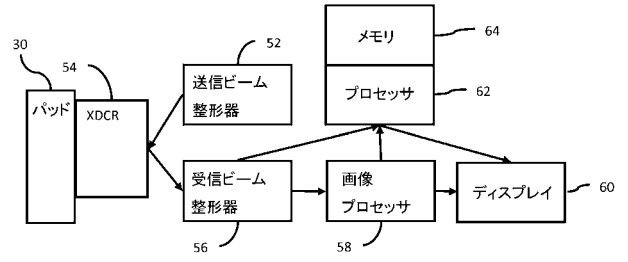 30
54
52
64
メモリ
パッド
XDCR
送信ビーム
整形器
プロセッサ
62
受信ビーム
整形器
画像
プロセッサ
ディスプレイ
60
56
58